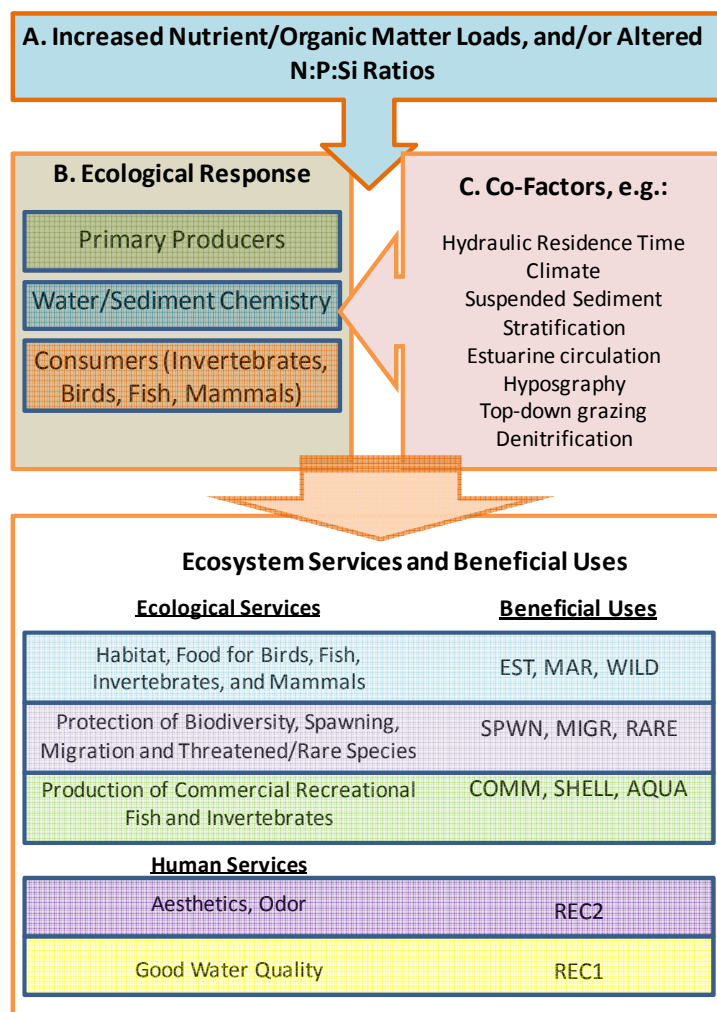 A. Increased Nutrient/Organic Matter Loads, and/or Altered
N:P:Si Ratios
B. Ecological Response
Primary Producers
Water/Sediment Chemistry
Consumers (Invertebrates,
Birds, Fish, Mammals)
C. Co-Factors, e.g.:
Hydraulic Residence Time
Climate
Suspended Sediment
Stratification
Estuarine circulation
Hyposgraphy
Top-down grazing
Denitrification
Ecosystem Services and Beneficial Uses
Ecological Services
Beneficial Uses
Habitat, Food for Birds, Fish,
Invertebrates, and Mammals
EST, MAR, WILD
Protection of Biodiversity, Spawning,
Migration and Threatened/Rare Species
SPWN, MIGR, RARE
Production of Commercial Recreational
Fish and Invertebrates
COMM, SHELL, AQUA
Human Services
Aesthetics, Odor
REC2
Good Water Quality
REC1